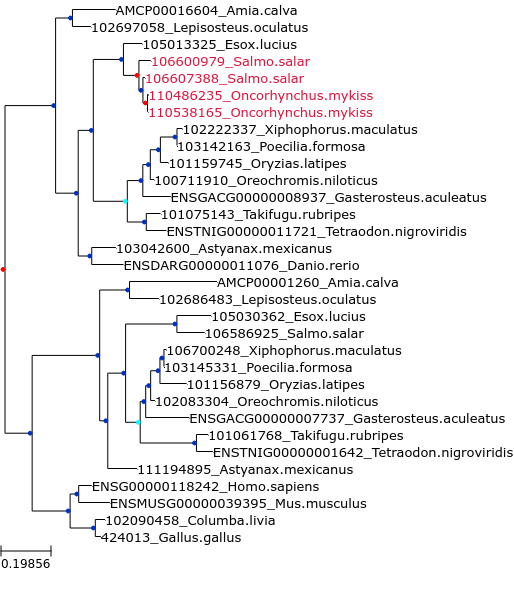 AMCP00016604_Amia.calva
102697058_Lepisosteus.oculatus
105013325_Esox.lucius
106600979_Salmo.salar
106607388_Salmo.salar
110486235_Oncorhynchus.mykiss
110538165_Oncorhynchus.mykiss
102222337_Xiphophorus.maculatus
103142163_Poecilia.formosa
101159745_Oryzias.latipes
100711910_Oreochromis.niloticus
ENSGACG00000008937_Gasterosteus.aculeatus
101075143_Takifugu.rubripes
ENSTNIG00000011721_Tetraodon.nigroviridis
103042600_Astyanax.mexicanus
ENSDARG00000011076_Danio.rerio
AMCP00001260_Amia.calva
102686483_Lepisosteus.oculatus
105030362_Esox.lucius
106586925_Salmo.salar
106700248_Xiphophorus.maculatus
103145331_Poecilia.formosa
101156879_Oryzias.latipes
102083304_Oreochromis.niloticus
ENSGACG00000007737_Gasterosteus.aculeatus
101061768_Takifugu.rubripes
ENSTNIG00000001642_Tetraodon.nigroviridis
111194895_Astyanax.mexicanus
ENSG00000118242_Homo.sapiens
ENSMUSG00000039395_Mus.musculus
102090458_Columba.livia
424013_Gallus.gallus
0.19856